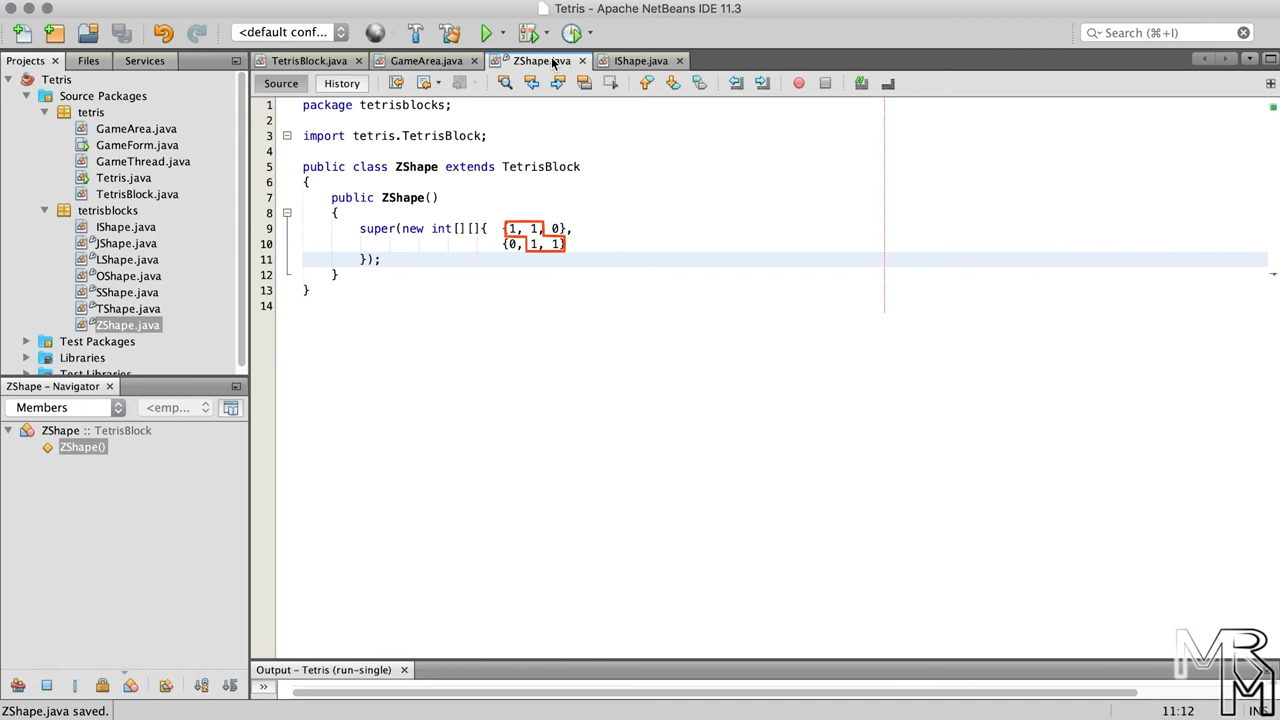 Tetris - Apache NetBeans IDE 11.3
<default conf...
Search (⌘+I)
Projects
Files
Services
TetrisBlock.java
GameArea.java
ZShape.java
IShape.java
Source
History
Tetris
Source Packages
tetris
GameArea.java
GameForm.java
GameThread.java
Tetris.java
TetrisBlock.java
tetrisblocks
IShape.java
JShape.java
LShape.java
OShape.java
SShape.java
TShape.java
ZShape.java
Test Packages
Libraries
Test Libraries
1 package tetrisblocks;
2
3 import tetris.TetrisBlock;
4
5 public class ZShape extends TetrisBlock
6 {
7 public ZShape()
8 {
9 super(new int[][]{ {1, 1, 0},
10 {0, 1, 1}
11 });
12 }
13 }
14
ZShape - Navigator
Members
<emp...
ZShape :: TetrisBlock
ZShape()
Output - Tetris (run-single)
ZShape.java saved.
11:12
INS
MRM